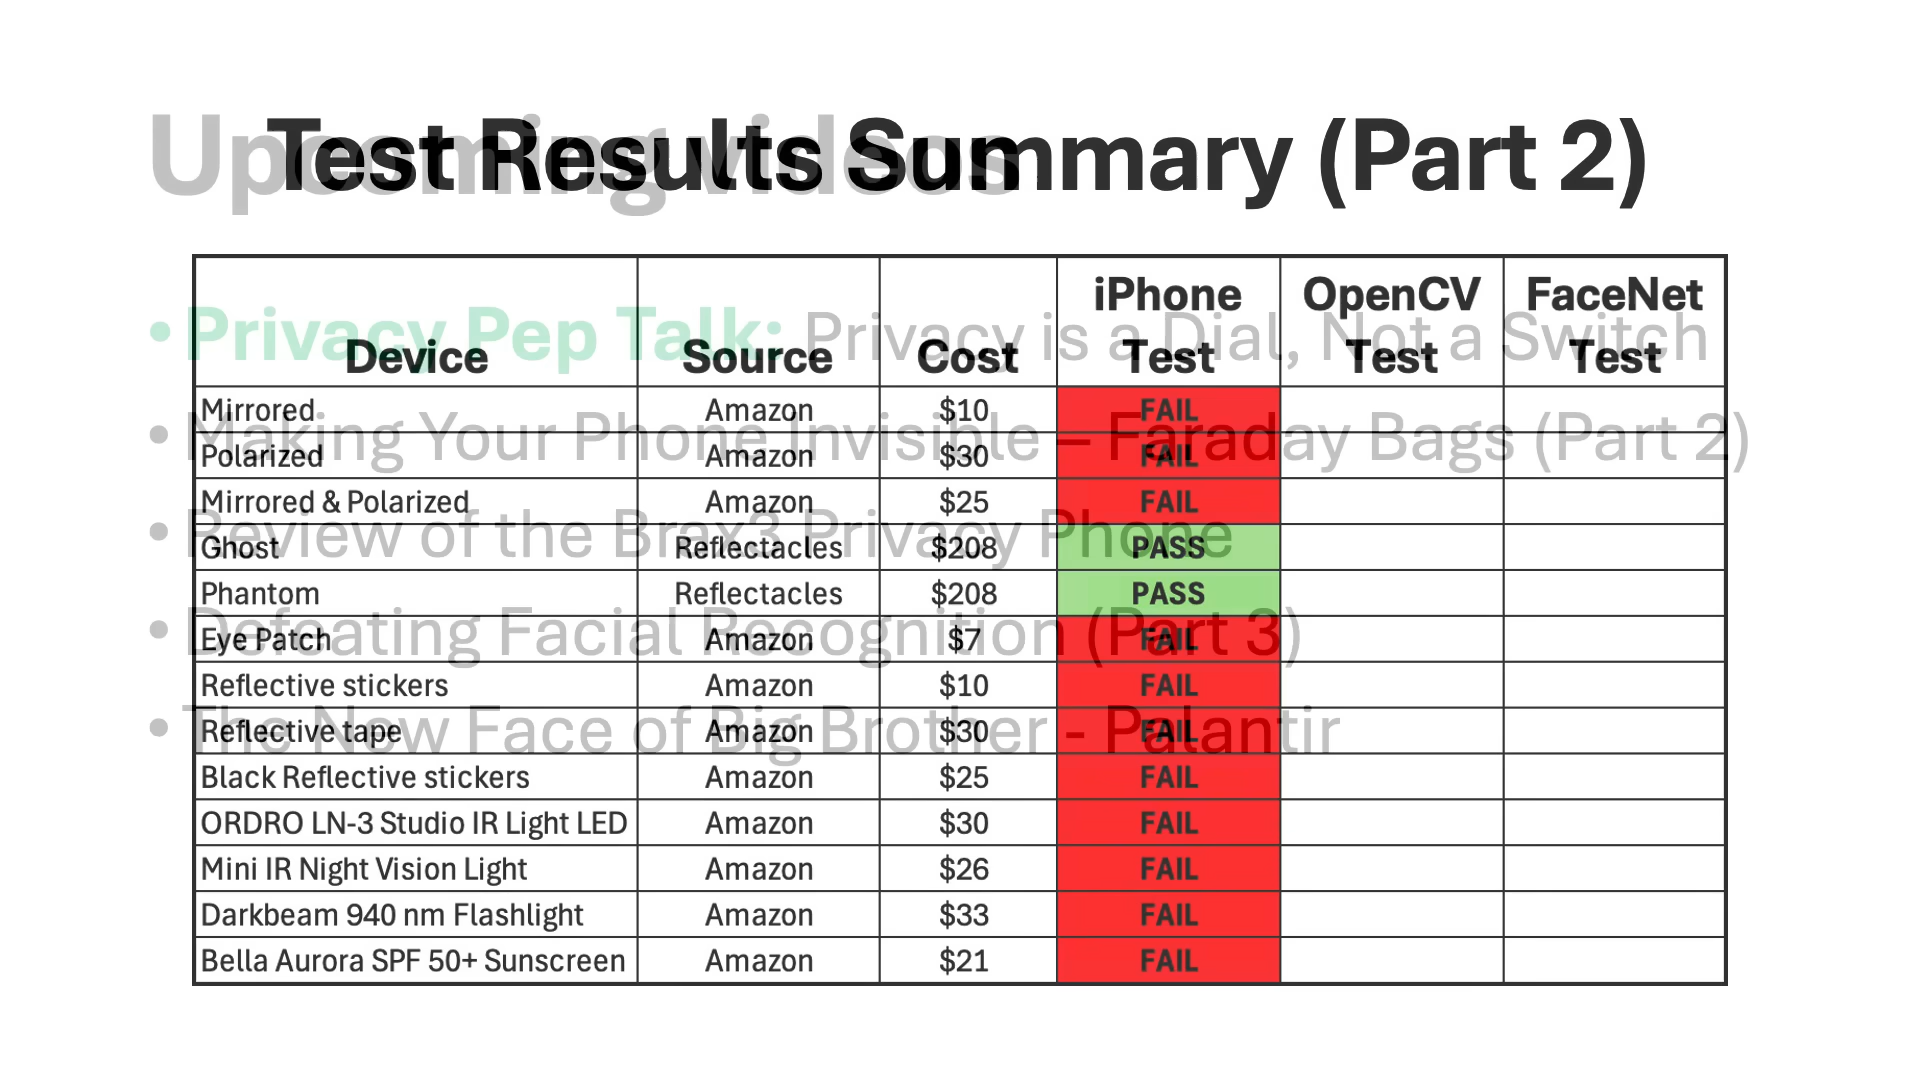 Upcoming videos
Test Results Summary (Part 2)
• Privacy Pep Talk: Privacy is a Dial, Not a Switch
• Making Your Phone Invisible – Faraday Bags (Part 2)
• Review of the Brax3 Privacy Phone
• Defeating Facial Recognition (Part 3)
• The New Face of Big Brother - Palantir
Device Source Cost iPhone Test OpenCV Test FaceNet Test
Mirrored Amazon $10 FAIL
Polarized Amazon $30 FAIL
Mirrored & Polarized Amazon $25 FAIL
Ghost Reflectacles $208 PASS
Phantom Reflectacles $208 PASS
Eye Patch Amazon $7 FAIL
Reflective stickers Amazon $10 FAIL
Reflective tape Amazon $30 FAIL
Black Reflective stickers Amazon $25 FAIL
ORDRO LN-3 Studio IR Light LED Amazon $30 FAIL
Mini IR Night Vision Light Amazon $26 FAIL
Darkbeam 940 nm Flashlight Amazon $33 FAIL
Bella Aurora SPF 50+ Sunscreen Amazon $21 FAIL